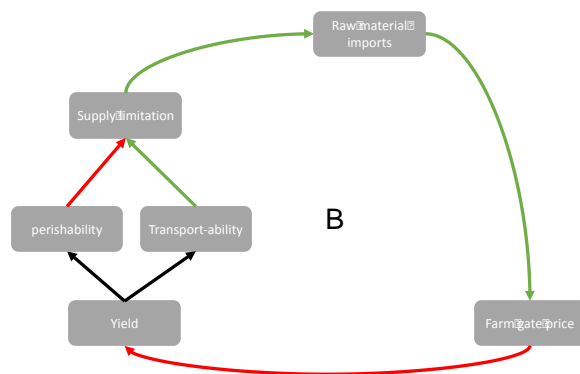 Raw material
imports
Supply limitation
perishability
Transport-ability
B
Yield
Farm gate price